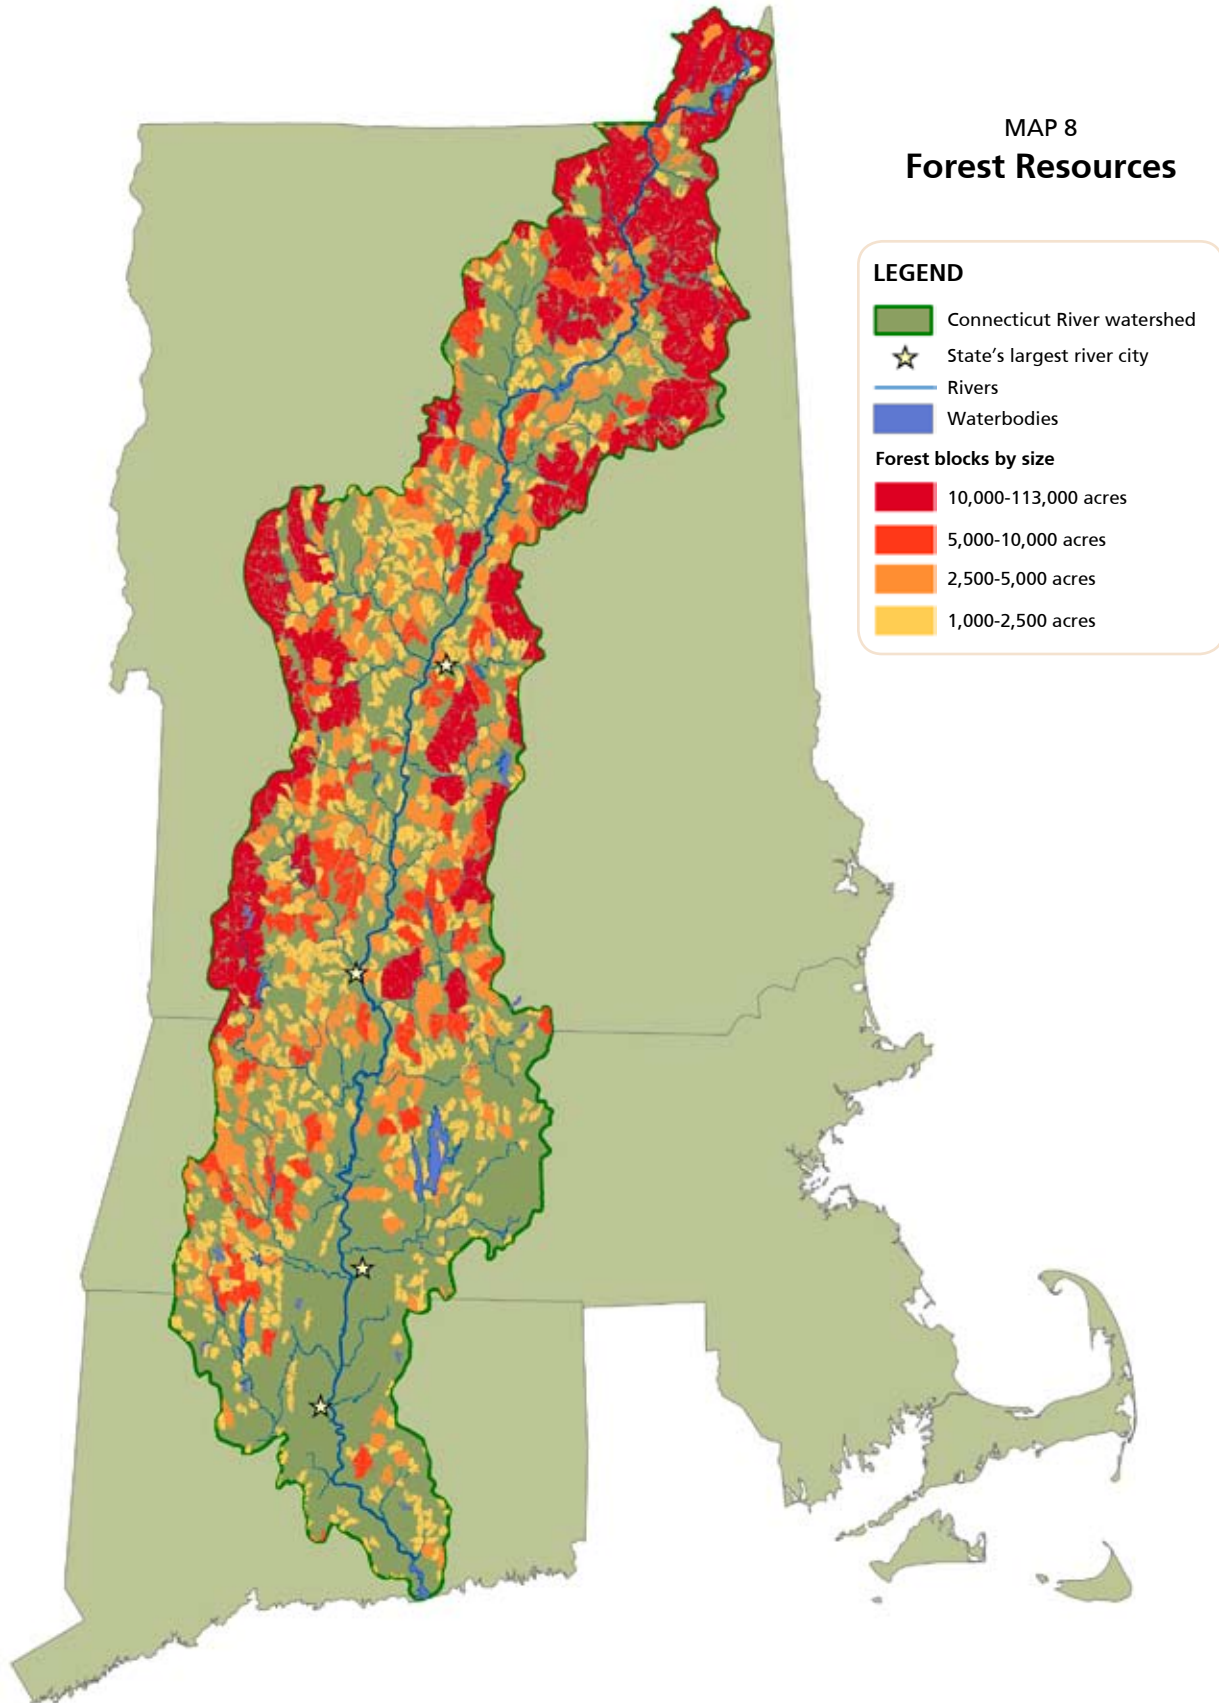 MAP 8
Forest Resources
LEGEND
Connecticut River watershed
State’s largest river city
Rivers
Waterbodies
Forest blocks by size
10,000-113,000 acres
5,000-10,000 acres
2,500-5,000 acres
1,000-2,500 acres